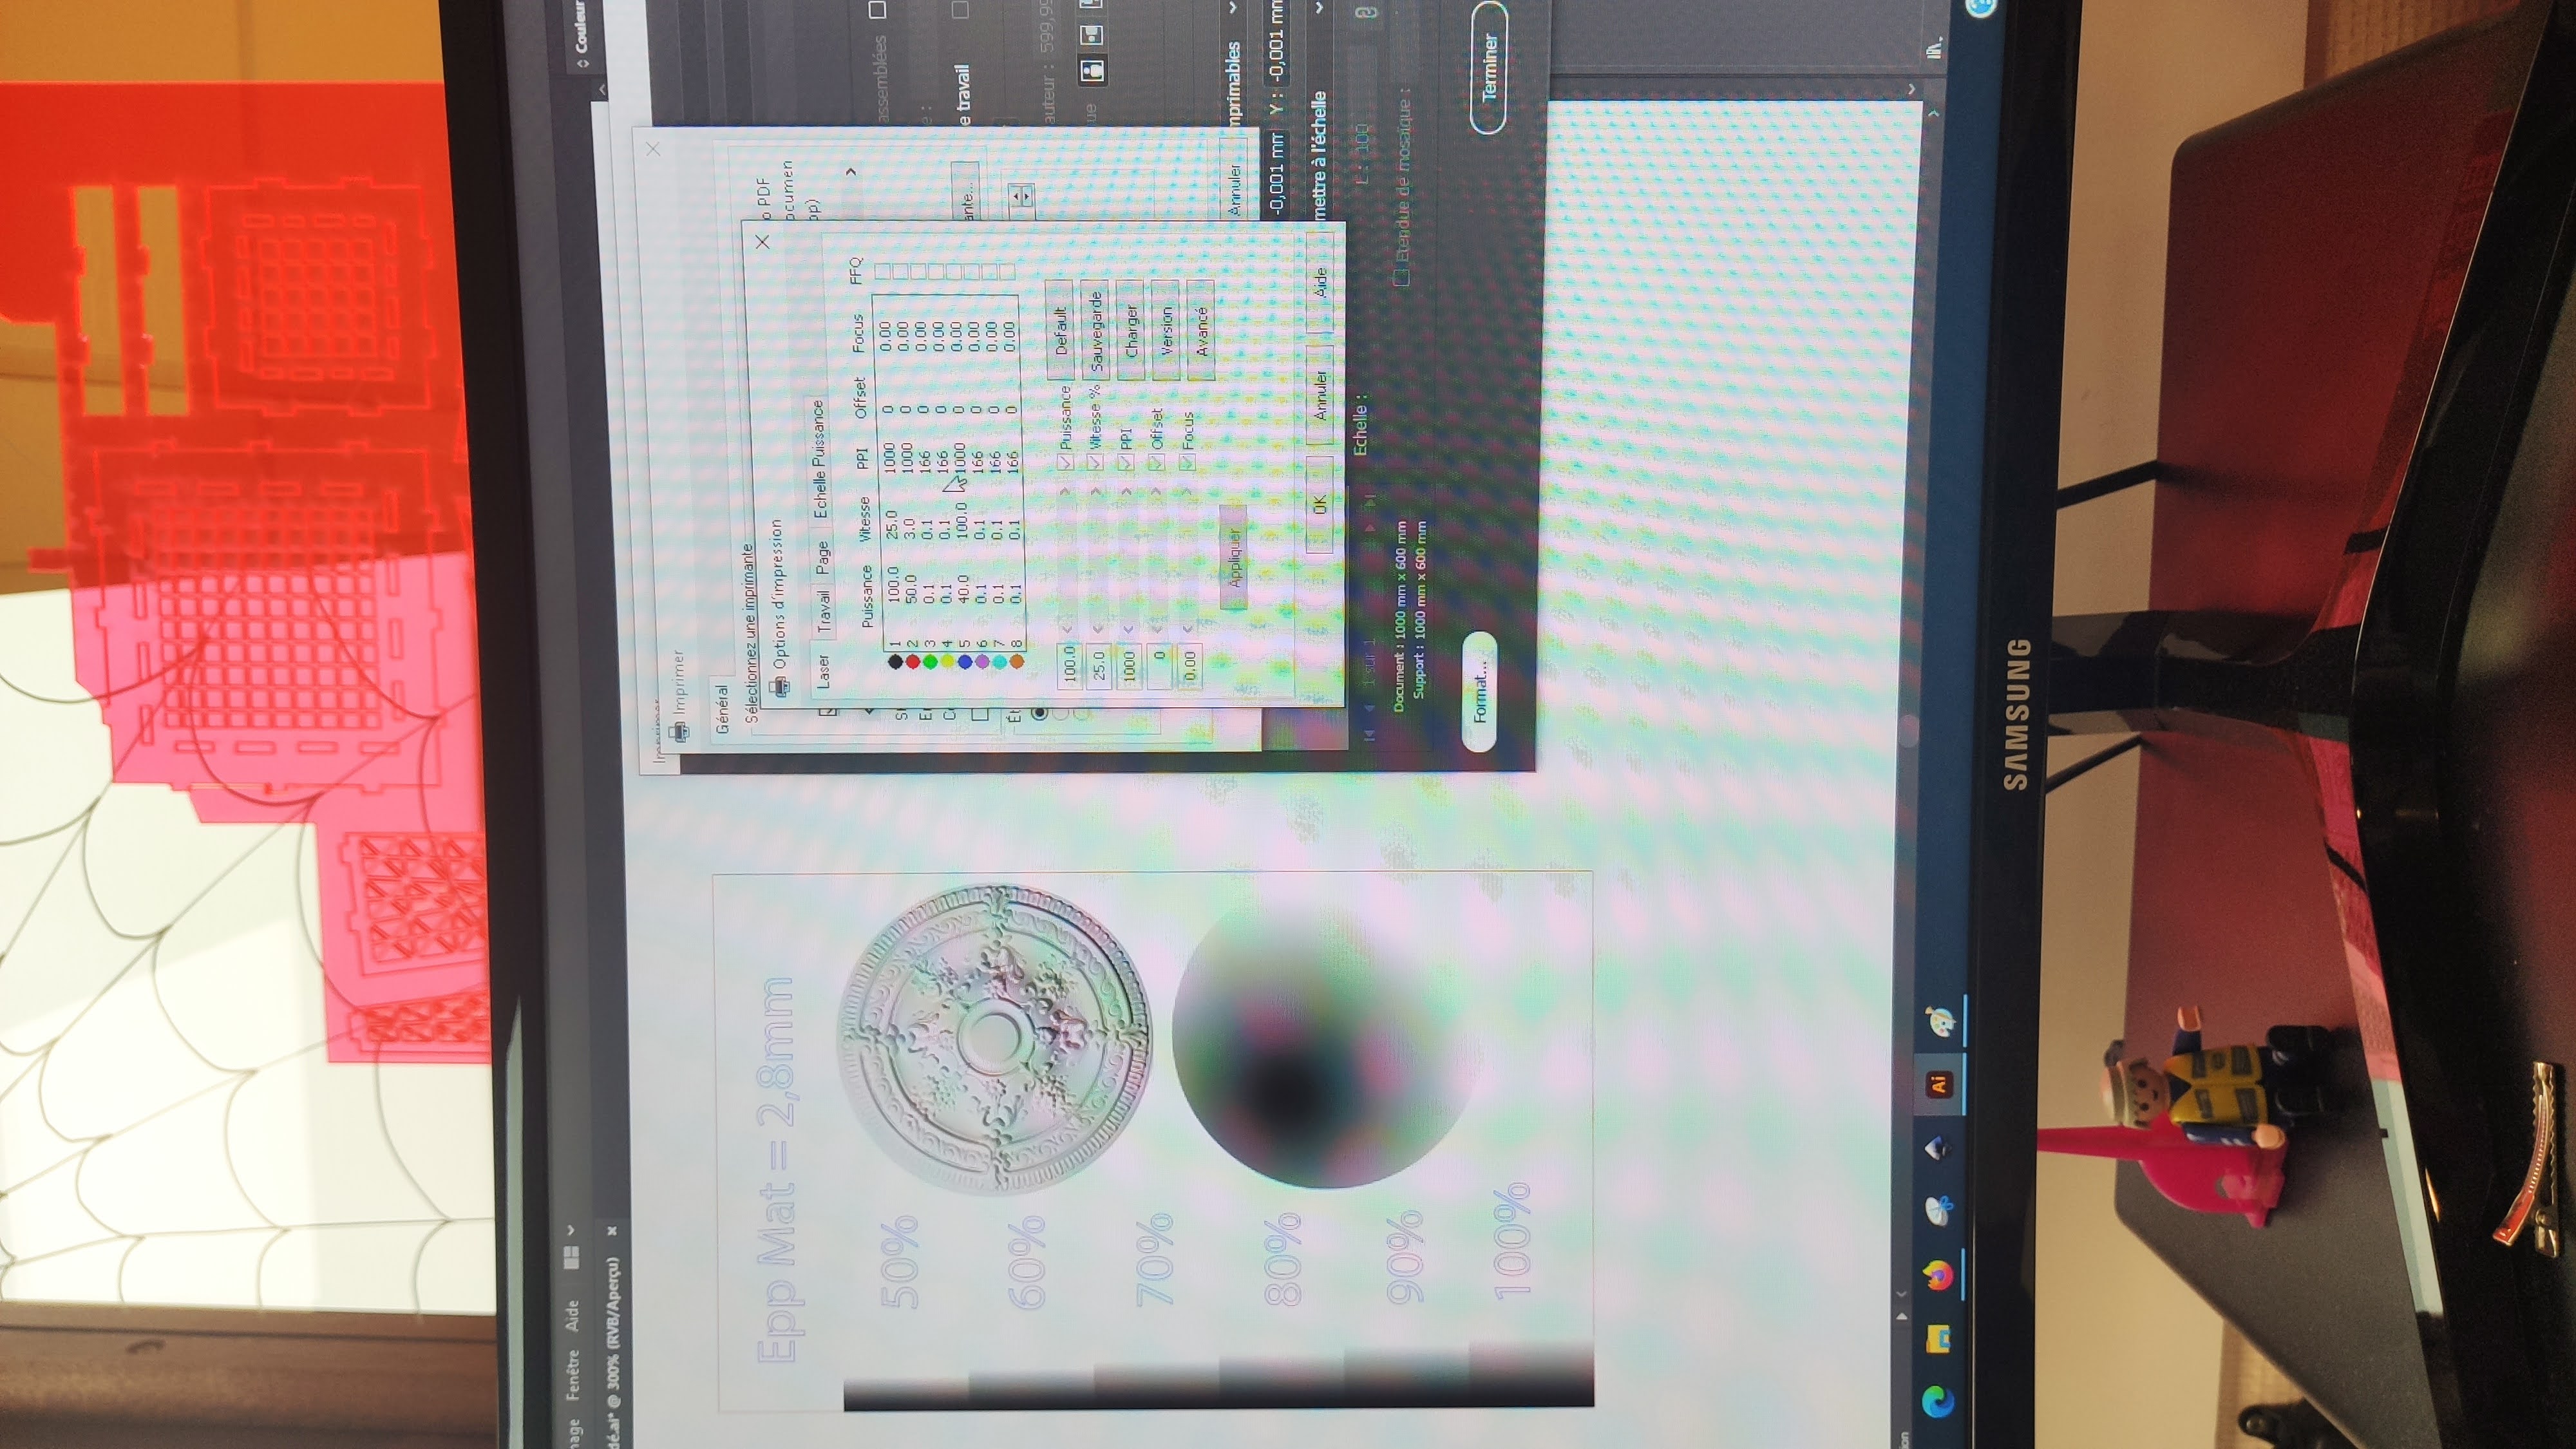 Fenêtre Aide
Couleur
dé.ai* @ 300% (RVB/Aperçu) ×
Imprimer
Imprimer
Général
Sélectionnez une imprimante
Epp Mat = 2,8mm
50%
60%
70%
80%
90%
100%
Options d'impression
Laser Travail Page Echelle Puissance
Puissance Vitesse PPI Offset Focus FFQ
1 100.0 25.0 1000 0 0.00
2 50.0 3.0 1000 0 0.00
3 0.1 0.1 166 0 0.00
4 0.1 0.1 166 0 0.00
5 40.0 100.0 1000 0 0.00
6 0.1 0.1 166 0 0.00
7 0.1 0.1 166 0 0.00
8 0.1 0.1 166 0 0.00
100.0 Puissance Default
25.0 Vitesse % Sauvegarde
1000 PPI Charger
0 Offset Version
0.00 Focus Avancé
Appliquer
OK Annuler Aide
o PDF
ocumen
pp)
assemblées
e :
ante... e travail
auteur : 599,99
ue
Annuler mprimables
-0,001 mm Y : -0,001 mm
mettre à l'échelle
1 sur 1 Echelle : L : 100
Document : 1000 mm x 600 mm
Support : 1000 mm x 600 mm
Etendue de mosaïque :
Format...
Terminer
ion
Ai
SAMSUNG